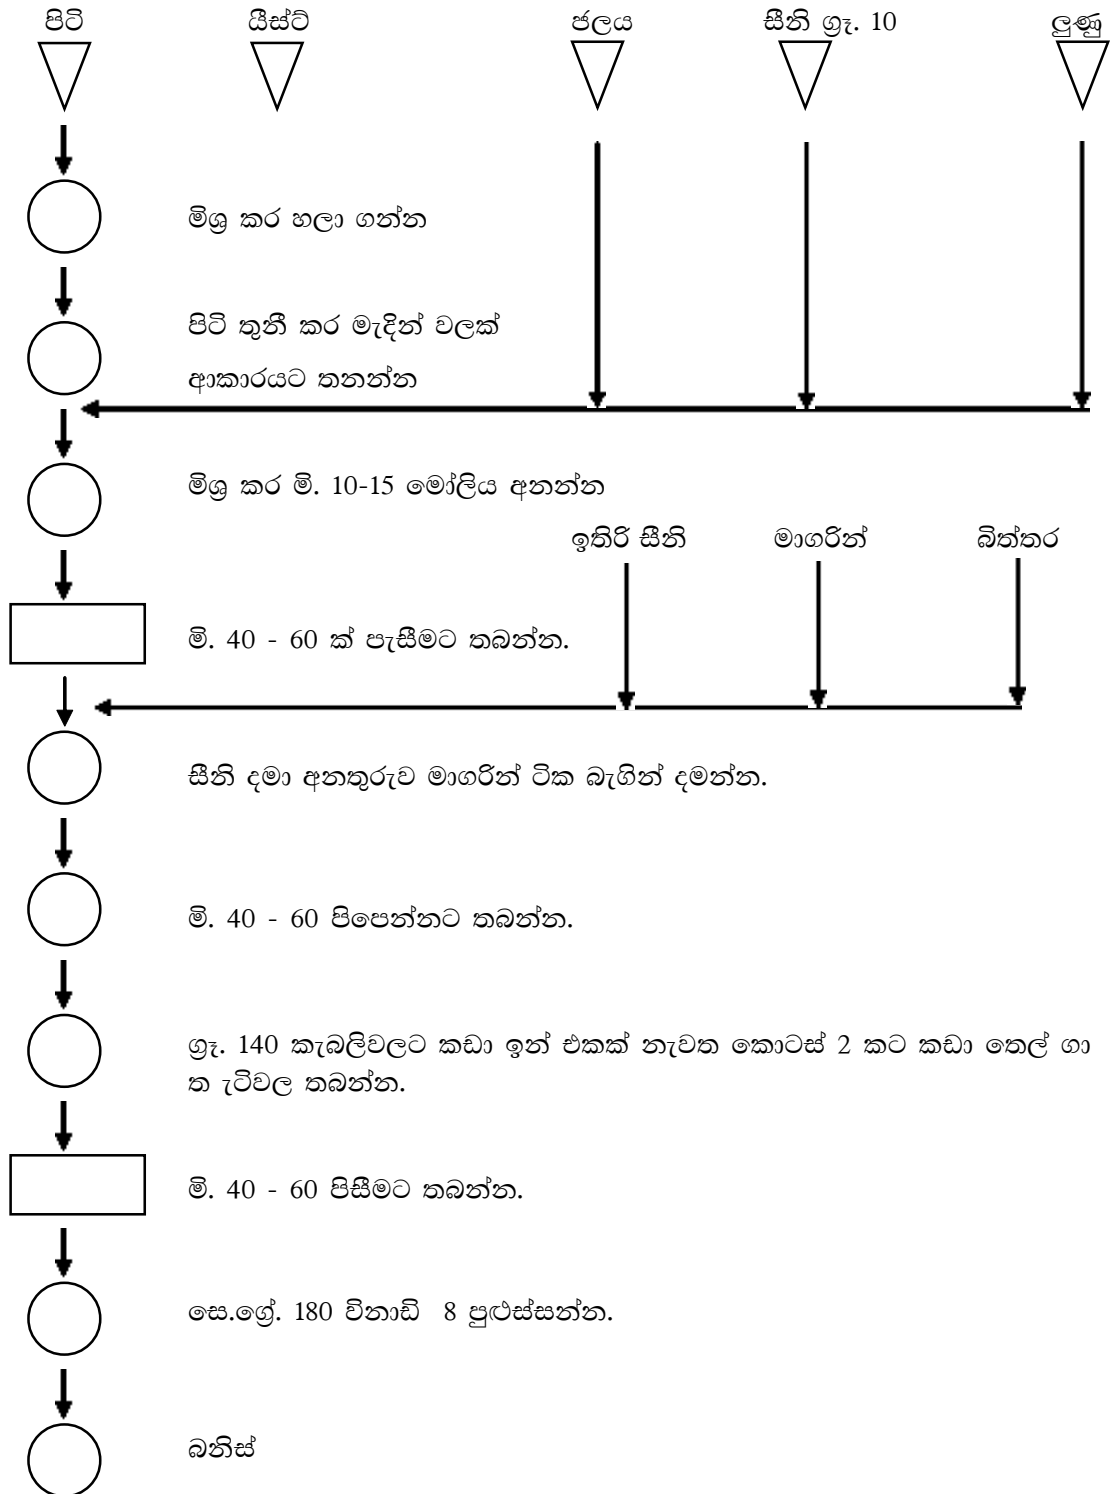 පිටි යීස්ට් ජලය සීනි ග්‍රෑ. 10 ලුණු
මිශ්‍ර කර හලා ගන්න
පිටි තුනී කර මැදින් වලක්
ආකාරයට තනන්න
මිශ්‍ර කර මි. 10-15 මෝලිය අනන්න
ඉතිරි සීනි මාගරින් බිත්තර
මි. 40 - 60 ක් පැසීමට තබන්න.
සීනි දමා අනතුරුව මාගරින් ටික බැගින් දමන්න.
මි. 40 - 60 පිපෙන්නට තබන්න.
ග්‍රෑ. 140 කැබලිවලට කඩා ඉන් එකක් නැවත කොටස් 2 කට කඩා තෙල් ගා
ත ැටිවල තබන්න.
මි. 40 - 60 පිසීමට තබන්න.
සෙ.ග්‍රේ. 180 විනාඩි 8 පුළුස්සන්න.
බනිස්